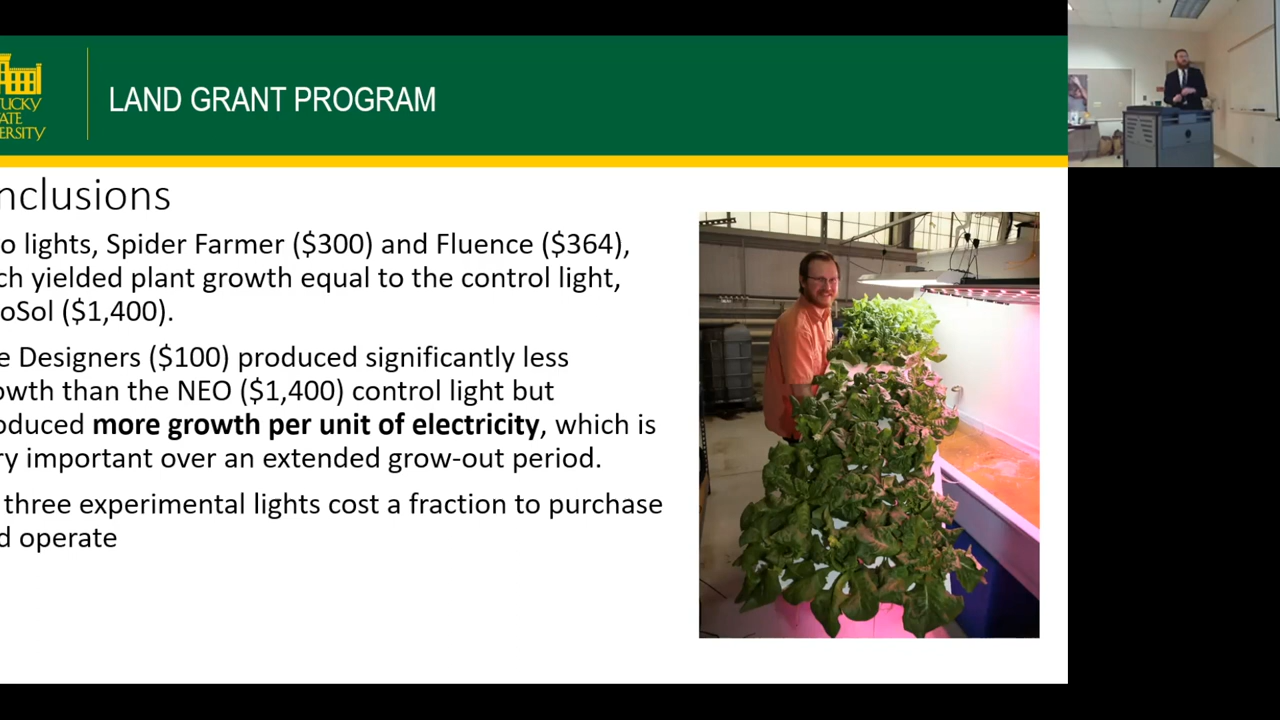 TUCKY
TATE
ERSITY
LAND GRANT PROGRAM
nclusions
o lights, Spider Farmer ($300) and Fluence ($364),
ch yielded plant growth equal to the control light,
oSol ($1,400).
e Designers ($100) produced significantly less
owth than the NEO ($1,400) control light but
oduced more growth per unit of electricity, which is
ry important over an extended grow-out period.
three experimental lights cost a fraction to purchase
d operate